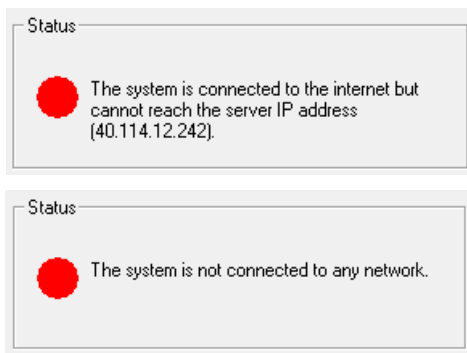 Status
The system is connected to the internet but
cannot reach the server IP address
(40.114.12.242).
Status
The system is not connected to any network.